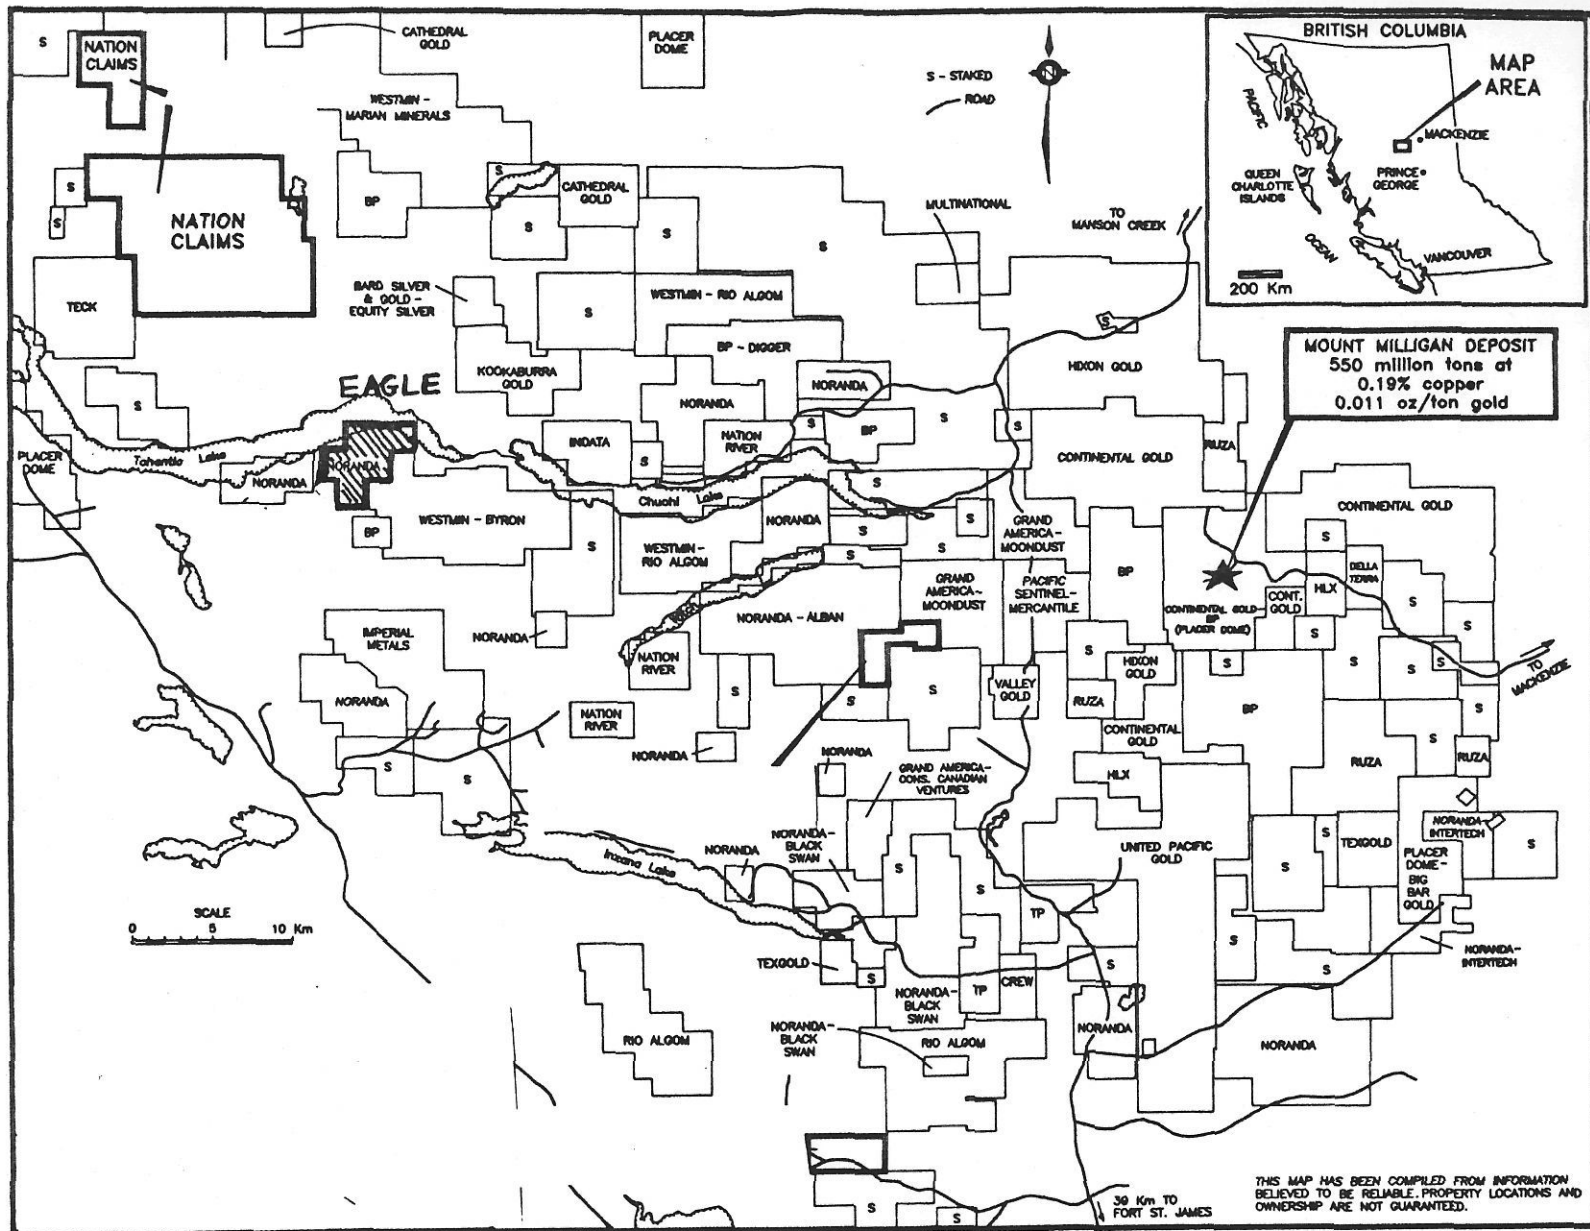 S
NATION
CLAIMS
CATHEDRAL
GOLD
PLACER
DOME
WESTMIN -
MARIAN MINERALS
S - STAKED
ROAD
N
BRITISH COLUMBIA
MAP
AREA
PACIFIC
MACKENZIE
QUEEN
CHARLOTTE
ISLANDS
PRINCE
GEORGE
OCEAN
VANCOUVER
200 Km
S
S
NATION
CLAIMS
BP
S
CATHEDRAL
GOLD
S
S
S
MULTINATIONAL
TO
MANSON CREEK
TECK
BARD SILVER
& GOLD -
EQUITY SILVER
WESTMIN - RIO ALGOM
S
S
BP - DIGGER
HIXON GOLD
MOUNT MILLIGAN DEPOSIT
550 million tons at
0.19% copper
0.011 oz/ton gold
KOOKABURRA
GOLD
EAGLE
NORANDA
NORANDA
S
INDATA
NATION
RIVER
S
BP
S
S
RUZA
PLACER
DOME
Tchentlo Lake
NORANDA
NORANDA
S
CONTINENTAL GOLD
Chuchi Lake
S
CONTINENTAL GOLD
BP
WESTMIN - BYRON
S
WESTMIN -
RIO ALGOM
NORANDA
S
S
S
S
GRAND
AMERICA -
MOONDUST
GRAND
AMERICA -
MOONDUST
PACIFIC
SENTINEL -
MERCANTILE
BP
S
DELLA
TERRA
HLX
CONT.
GOLD
CONTINENTAL GOLD -
BP
(PLACER DOME)
S
S
S
IMPERIAL
METALS
NORANDA
NORANDA - ALBAN
NATION
RIVER
S
S
S
HIXON
GOLD
S
S
S
S
TO
MACKENZIE
NORANDA
VALLEY
GOLD
RUZA
BP
S
NATION
RIVER
CONTINENTAL
GOLD
S
RUZA
NORANDA
NORANDA
S
S
GRAND AMERICA -
CONS. CANADIAN
VENTURES
HLX
RUZA
Inzana Lake
NORANDA
NORANDA -
BLACK
SWAN
S
S
UNITED PACIFIC
GOLD
S
S
TEXGOLD
NORANDA -
INTERTECH
S
PLACER
DOME -
BIG
BAR
GOLD
SCALE
0 5 10 Km
TP
S
NORANDA -
INTERTECH
TEXGOLD
S
NORANDA -
BLACK
SWAN
TP
CREW
S
S
NORANDA -
BLACK
SWAN
RIO ALGOM
RIO ALGOM
NORANDA
NORANDA
S
S
39 Km TO
FORT ST. JAMES
THIS MAP HAS BEEN COMPILED FROM INFORMATION
BELIEVED TO BE RELIABLE. PROPERTY LOCATIONS AND
OWNERSHIP ARE NOT GUARANTEED.